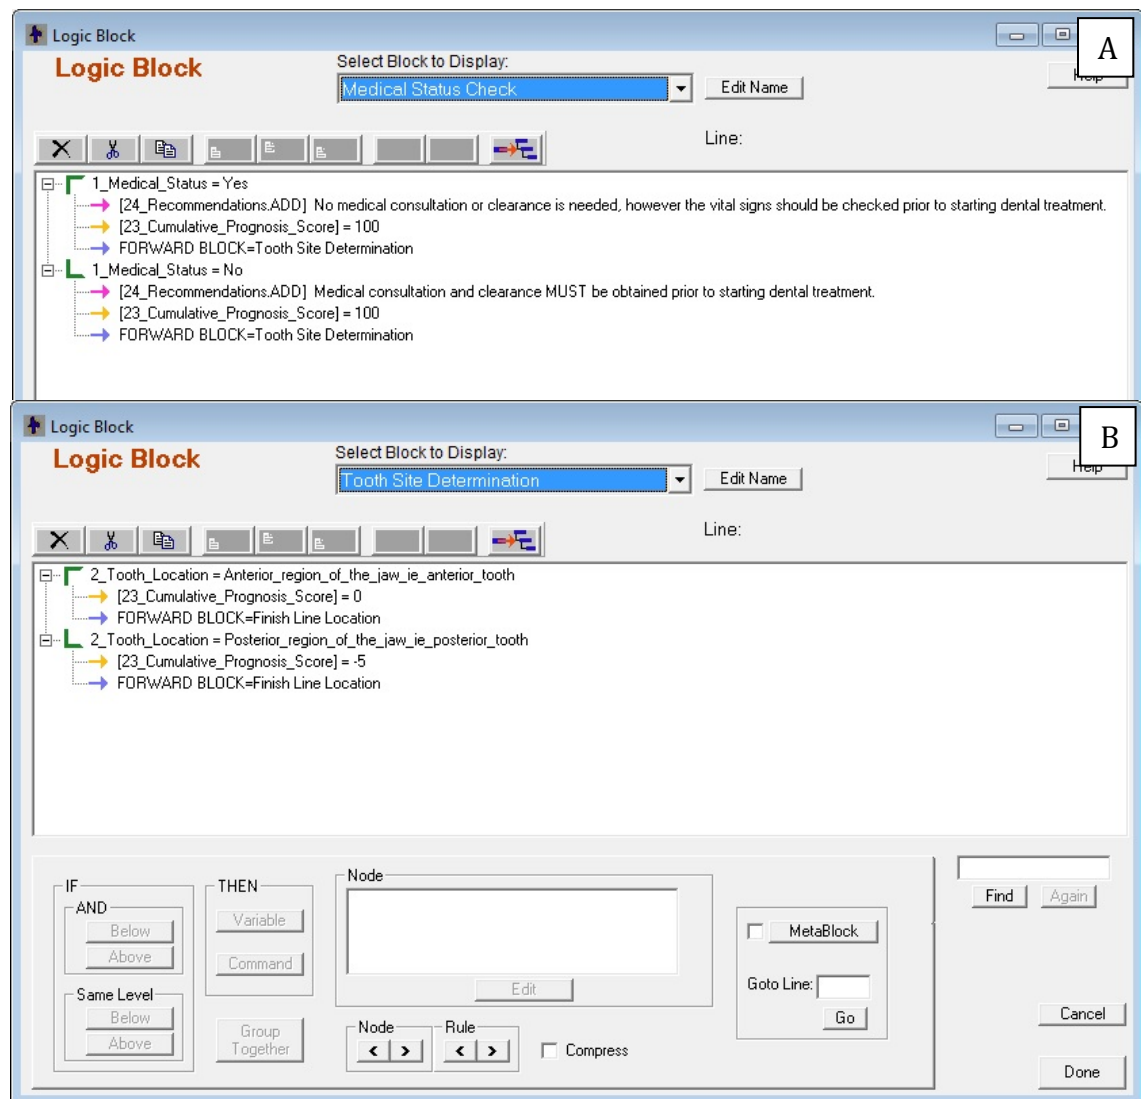 Logic Block
A
Logic Block
Select Block to Display:
Medical Status Check
Edit Name
Line:
1_Medical_Status = Yes
[24_Recommendations.ADD] No medical consultation or clearance is needed, however the vital signs should be checked prior to starting dental treatment.
[23_Cumulative_Prognosis_Score] = 100
FORWARD BLOCK=Tooth Site Determination
1_Medical_Status = No
[24_Recommendations.ADD] Medical consultation and clearance MUST be obtained prior to starting dental treatment.
[23_Cumulative_Prognosis_Score] = 100
FORWARD BLOCK=Tooth Site Determination
Logic Block
B
Logic Block
Select Block to Display:
Tooth Site Determination
Edit Name
Help
Line:
2_Tooth_Location = Anterior_region_of_the_jaw_ie_anterior_tooth
[23_Cumulative_Prognosis_Score] = 0
FORWARD BLOCK=Finish Line Location
2_Tooth_Location = Posterior_region_of_the_jaw_ie_posterior_tooth
[23_Cumulative_Prognosis_Score] = -5
FORWARD BLOCK=Finish Line Location
IF
AND
Below
Above
Same Level
Below
Above
THEN
Variable
Command
Group
Together
Node
Edit
Node
< >
Rule
< >
Compress
MetaBlock
Goto Line:
Go
Find
Again
Cancel
Done